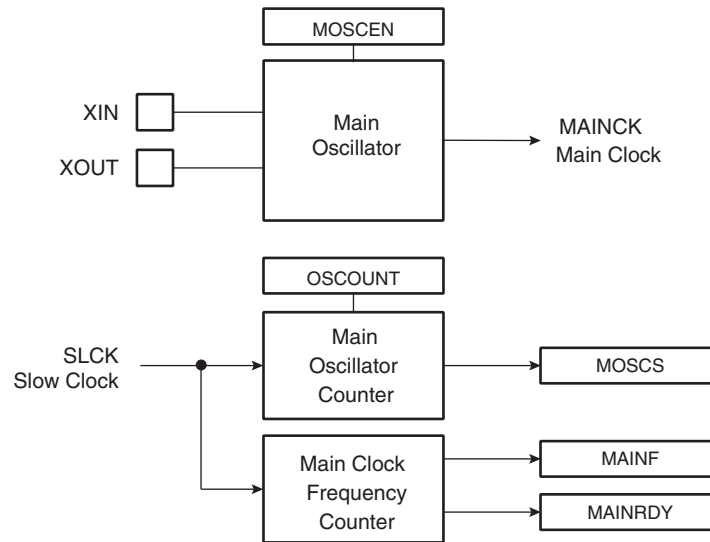 MOSCEN
XIN
XOUT
Main
Oscillator
MAINCK
Main Clock
OSCOUNT
SLCK
Slow Clock
Main
Oscillator
Counter
MOSCS
Main Clock
Frequency
Counter
MAINF
MAINRDY